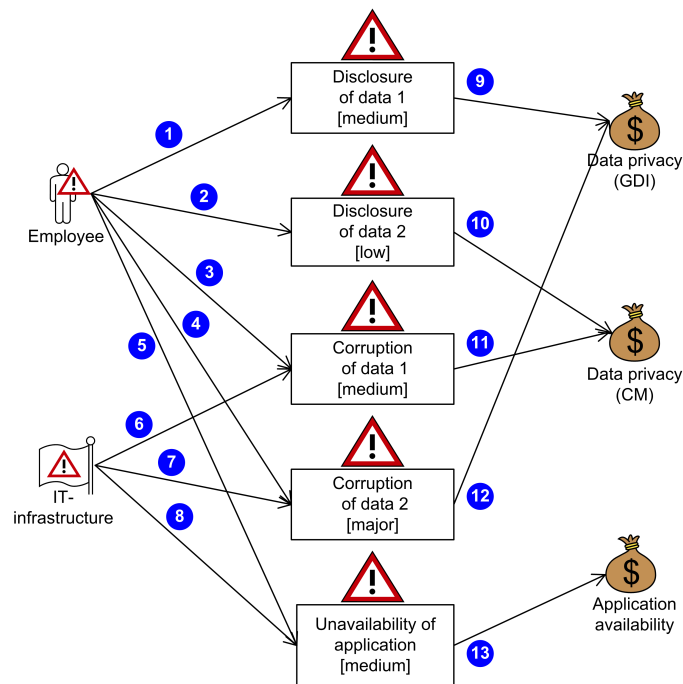 Disclosure
of data 1
[medium]
9
1
$
Data privacy
(GDI)
Employee
2
Disclosure
of data 2
[low]
10
3
4
5
Corruption
of data 1
[medium]
11
$
Data privacy
(CM)
6
7
IT-
infrastructure
8
Corruption
of data 2
[major]
12
$
Application
availability
Unavailability of
application
[medium]
13